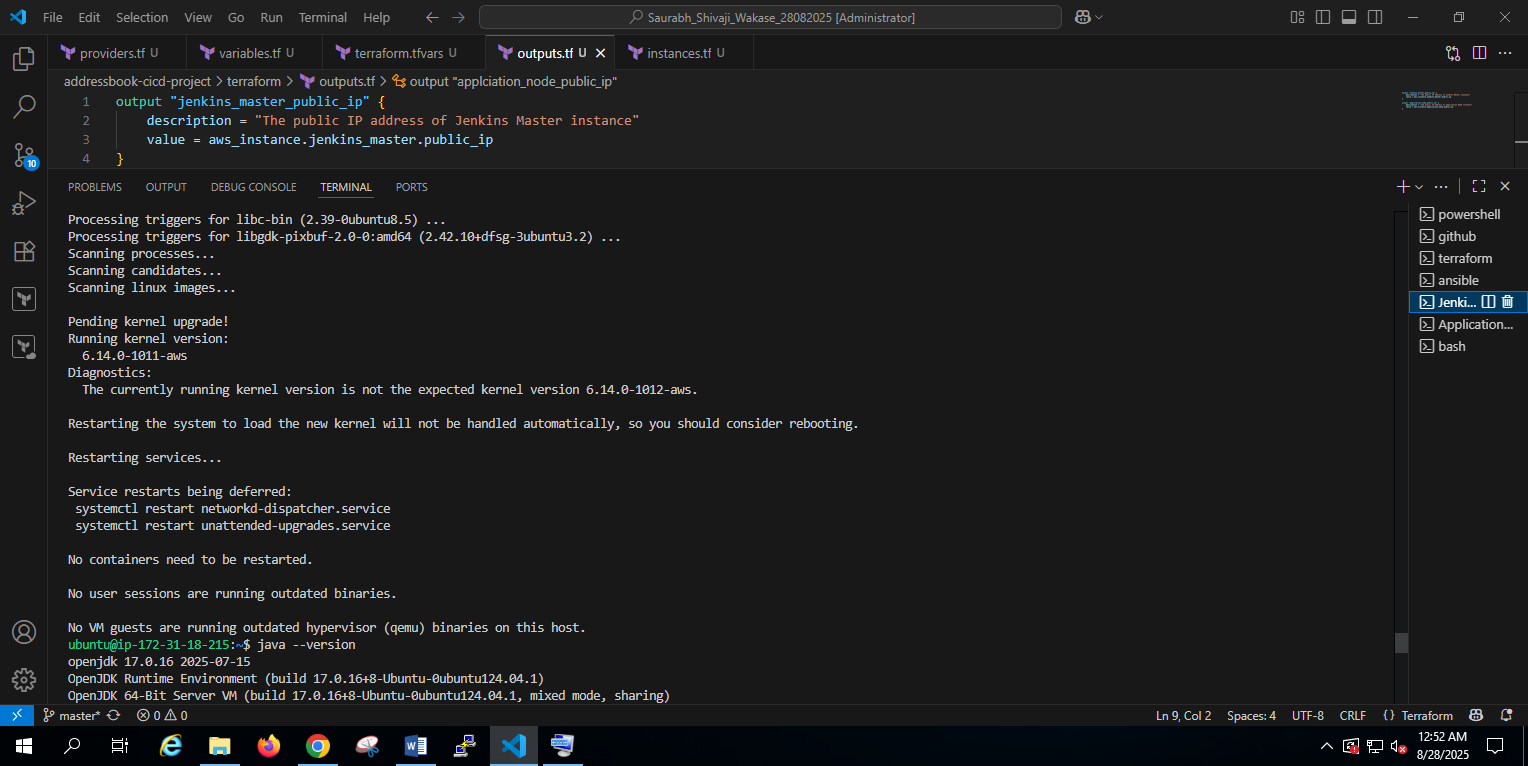 File Edit Selection View Go Run Terminal Help
Saurabh_Shivaji_Wakase_28082025 [Administrator]
providers.tf U
variables.tf U
terraform.tfvars U
outputs.tf U
instances.tf U
addressbook-cicd-project > terraform > outputs.tf > output "applciation_node_public_ip"
1 output "jenkins_master_public_ip" {
2 description = "The public IP address of Jenkins Master instance"
3 value = aws_instance.jenkins_master.public_ip
4 }
10
PROBLEMS OUTPUT DEBUG CONSOLE TERMINAL PORTS
Processing triggers for libc-bin (2.39-0ubuntu8.5) ...
Processing triggers for libgdk-pixbuf-2.0-0:amd64 (2.42.10+dfsg-3ubuntu3.2) ...
Scanning processes...
Scanning candidates...
Scanning linux images...
Pending kernel upgrade!
Running kernel version:
6.14.0-1011-aws
Diagnostics:
The currently running kernel version is not the expected kernel version 6.14.0-1012-aws.
Restarting the system to load the new kernel will not be handled automatically, so you should consider rebooting.
Restarting services...
Service restarts being deferred:
systemctl restart networkd-dispatcher.service
systemctl restart unattended-upgrades.service
No containers need to be restarted.
No user sessions are running outdated binaries.
No VM guests are running outdated hypervisor (qemu) binaries on this host.
ubuntu@ip-172-31-18-215:~$ java --version
openjdk 17.0.16 2025-07-15
OpenJDK Runtime Environment (build 17.0.16+8-Ubuntu-0ubuntu124.04.1)
OpenJDK 64-Bit Server VM (build 17.0.16+8-Ubuntu-0ubuntu124.04.1, mixed mode, sharing)
powershell
github
terraform
ansible
Jenki...
Application...
bash
master* 0 0
Ln 9, Col 2 Spaces: 4 UTF-8 CRLF {} Terraform
12:52 AM
8/28/2025